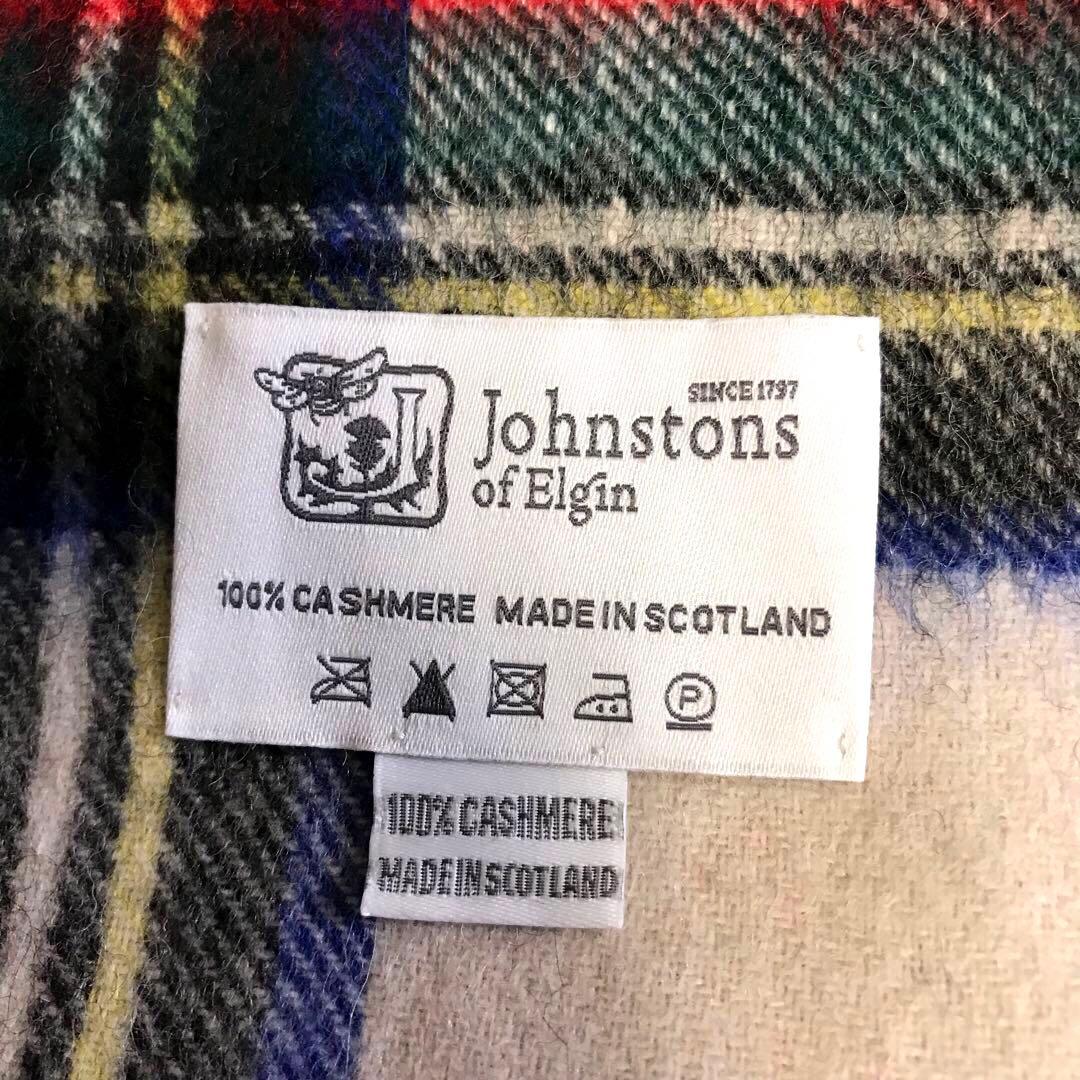 SINCE 1797
Johnstons
of Elgin
100% CASHMERE MADE IN SCOTLAND
P
100% CASHMERE
MADE IN SCOTLAND